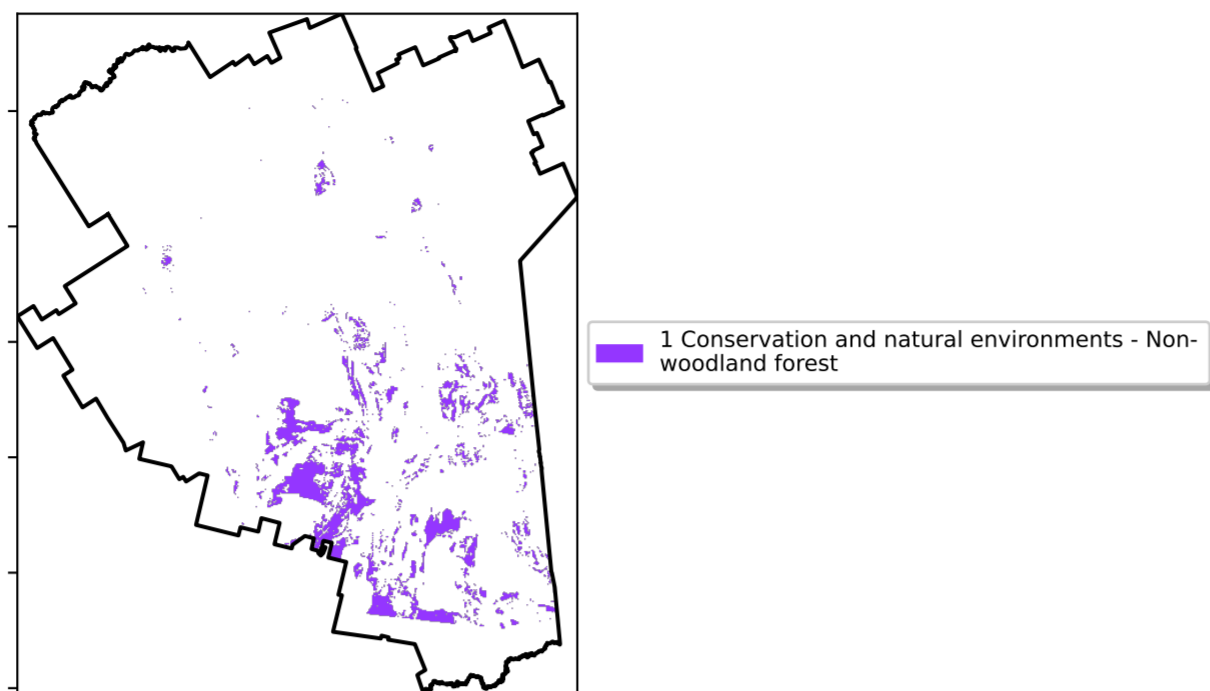 1 Conservation and natural environments - Non-
woodland forest